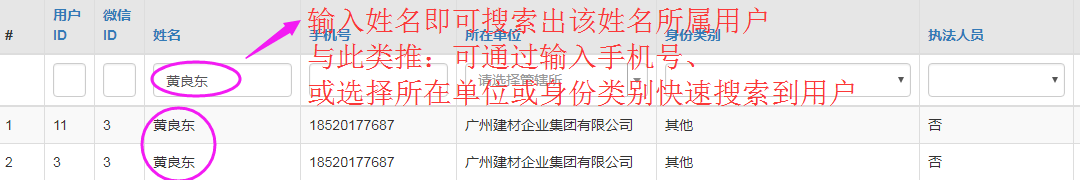 输入姓名即可搜索出该姓名所属用户
与此类推：可通过输入手机号、
或选择所在单位或身份类别快速搜索到用户
# 用户ID 微信ID 姓名 手机号 所在单位 身份类别 执法人员
黄良东 请选择管辖所
1 11 3 黄良东 18520177687 广州建材企业集团有限公司 其他 否
2 3 3 黄良东 18520177687 广州建材企业集团有限公司 其他 否